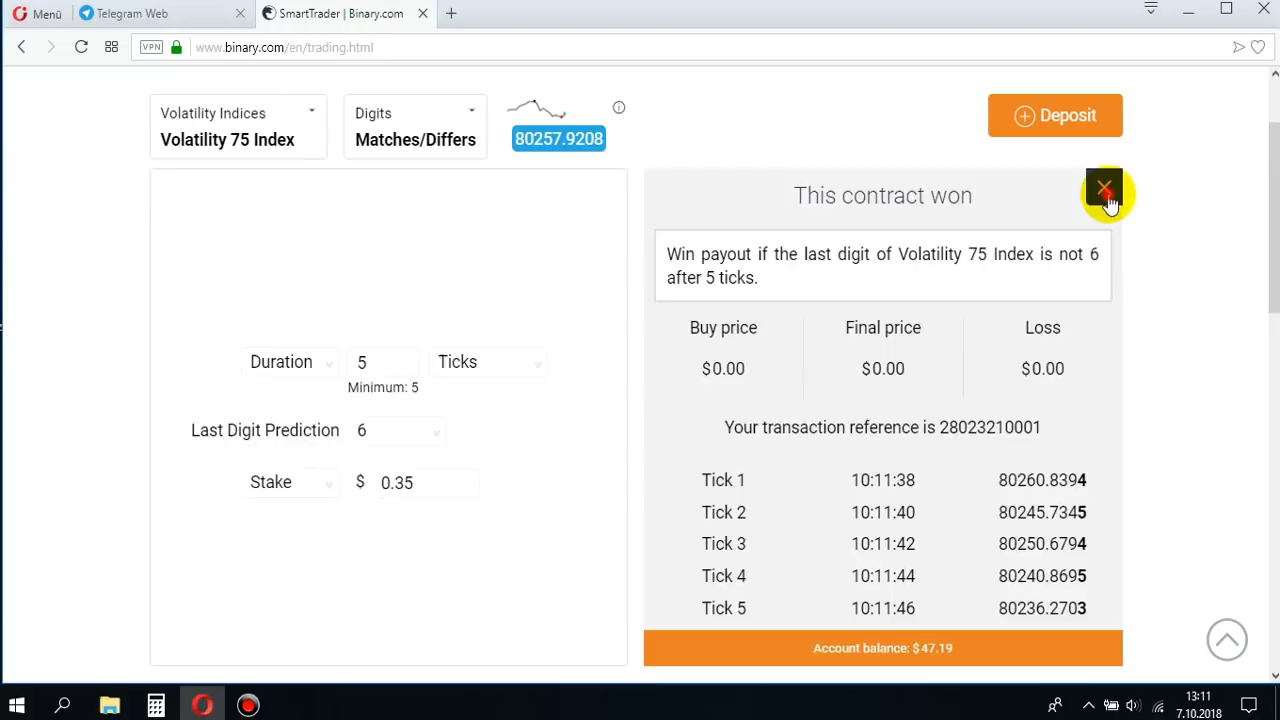 Menü
Telegram Web
SmartTrader | Binary.com
VPN
www.binary.com/en/trading.html
Volatility Indices
Volatility 75 Index
Digits
Matches/Differs
80257.9208
Deposit
Duration 5 Ticks
Minimum: 5
Last Digit Prediction 6
Stake $ 0.35
This contract won
Win payout if the last digit of Volatility 75 Index is not 6
after 5 ticks.
Buy price Final price Loss
$0.00 $0.00 $0.00
Your transaction reference is 28023210001
Tick 1 10:11:38 80260.8394
Tick 2 10:11:40 80245.7345
Tick 3 10:11:42 80250.6794
Tick 4 10:11:44 80240.8695
Tick 5 10:11:46 80236.2703
Account balance: $ 47.19
13:11
7.10.2018